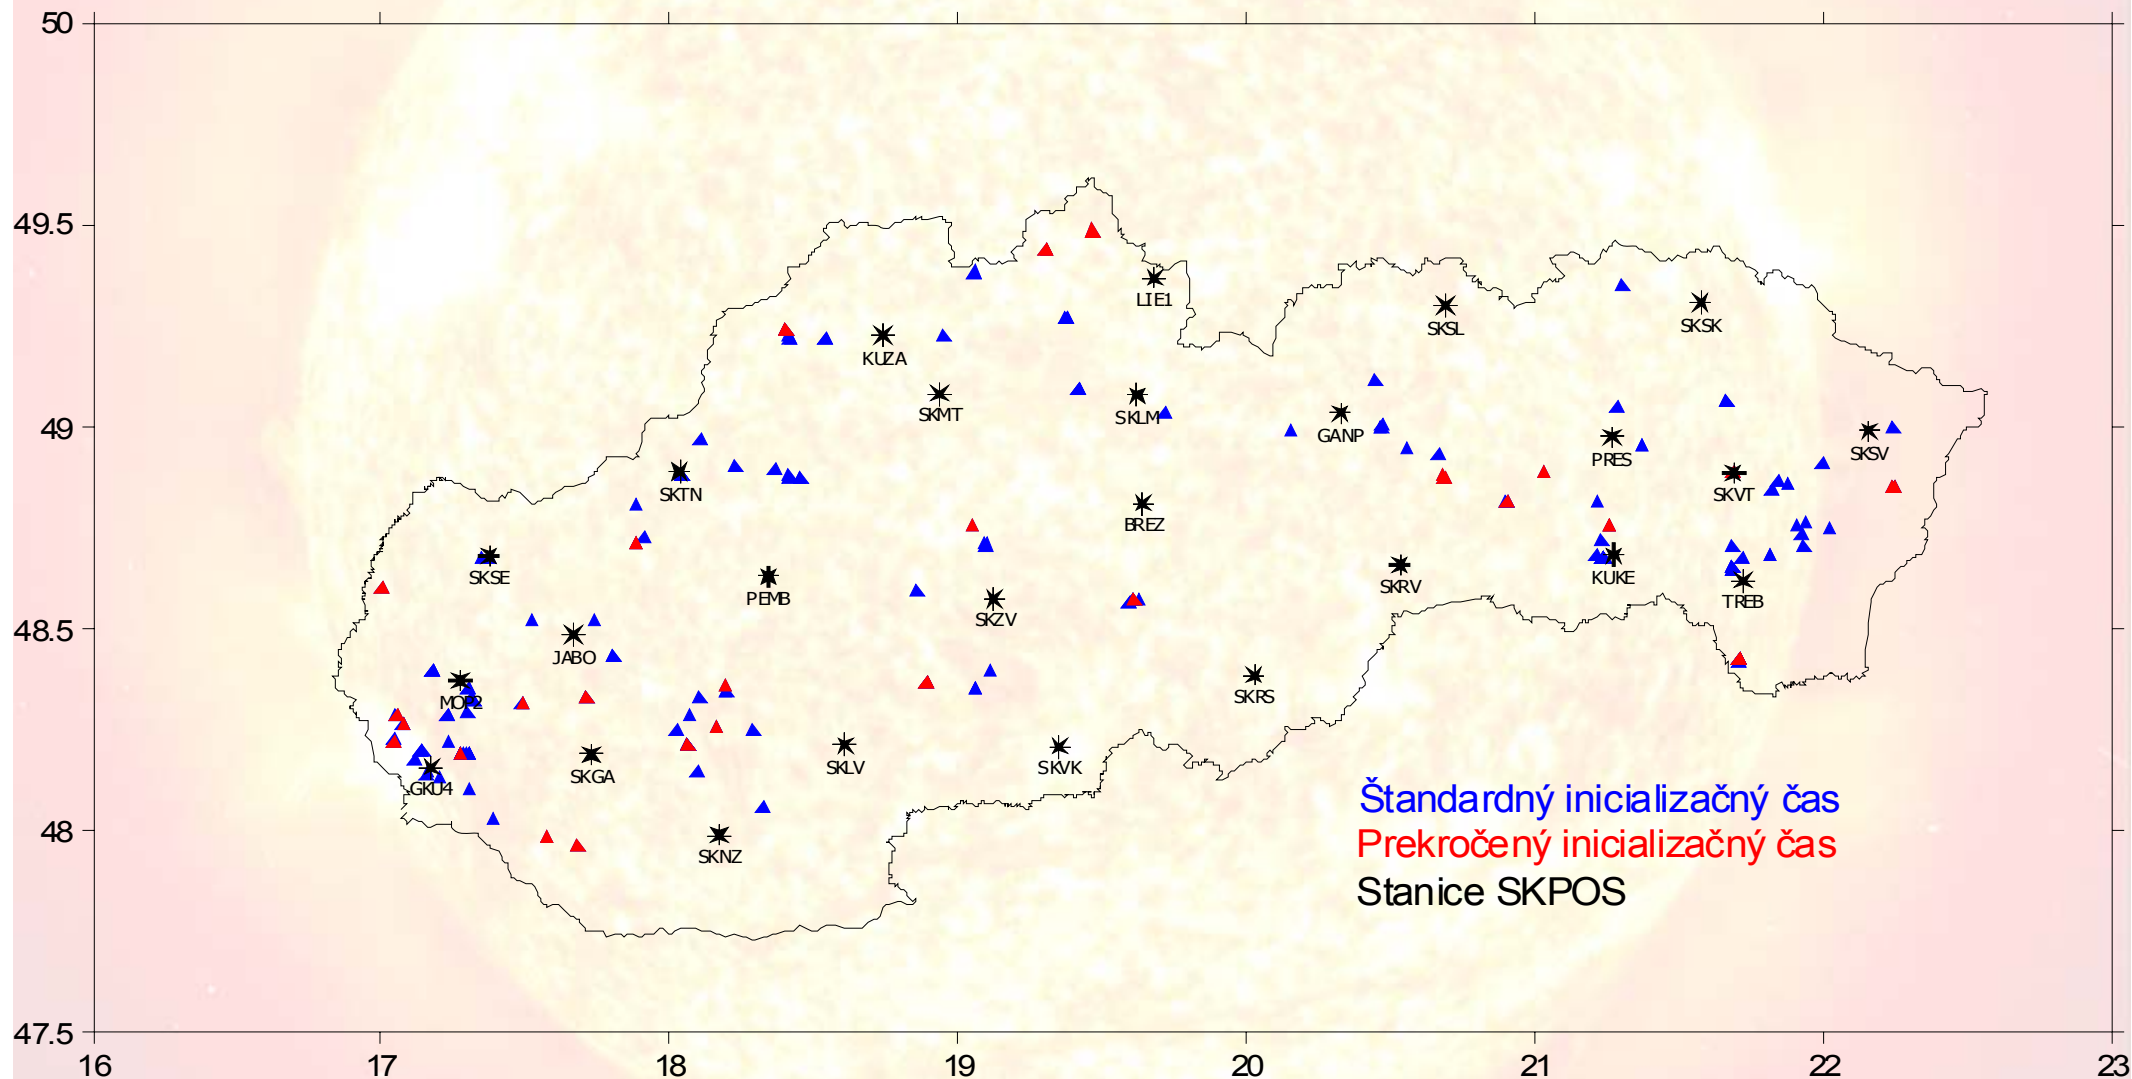 50
49.5
49
48.5
48
47.5
16
17
18
19
20
21
22
23
LIE1
SKSL
SKSK
KUZA
SKMT
SKLM
GANP
PRES
SKSV
SKTN
SKVT
BREZ
SKSE
PEMB
SKZV
SKRV
KUKE
TREB
JABO
MOP2
SKRS
GKU4
SKGA
SKLV
SKVK
SKNZ
Štandardný inicializačný čas
Prekročený inicializačný čas
Stanice SKPOS